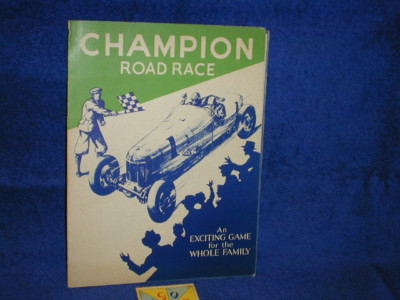 CHAMPION
ROAD RACE
An
EXCITING GAME
for the
WHOLE FAMILY